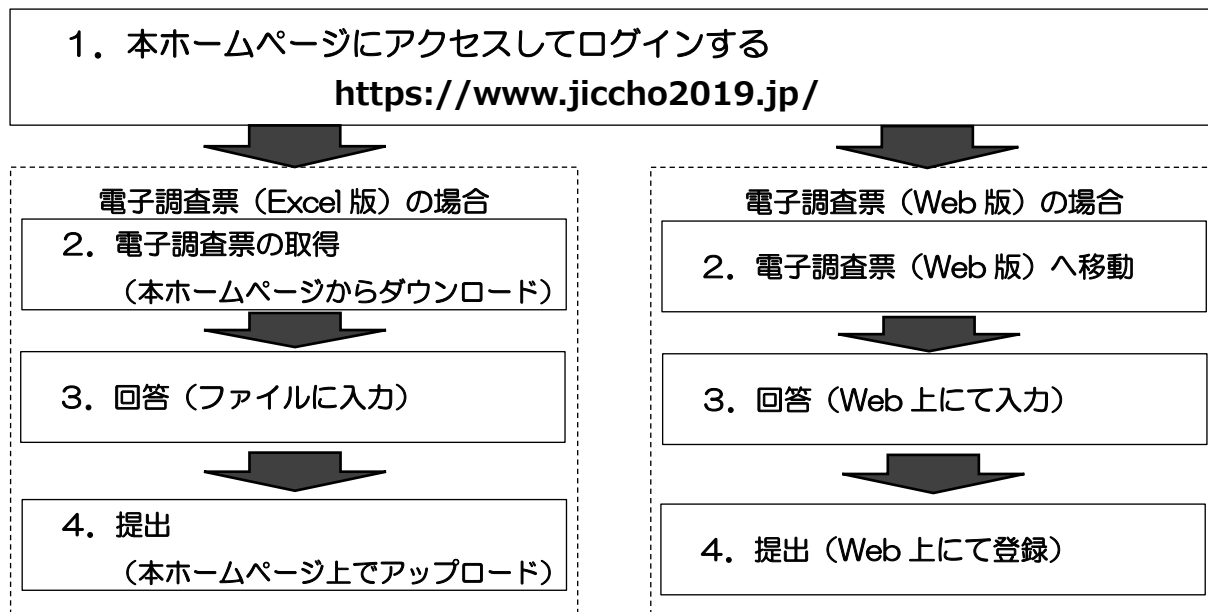 １．本ホームページにアクセスしてログインする
https://www.jiccho2019.jp/
電子調査票（Excel 版）の場合
２．電子調査票の取得
（本ホームページからダウンロード）
３．回答（ファイルに入力）
４．提出
（本ホームページ上でアップロード）
電子調査票（Web 版）の場合
２．電子調査票（Web 版）へ移動
３．回答（Web 上にて入力）
４．提出（Web 上にて登録）